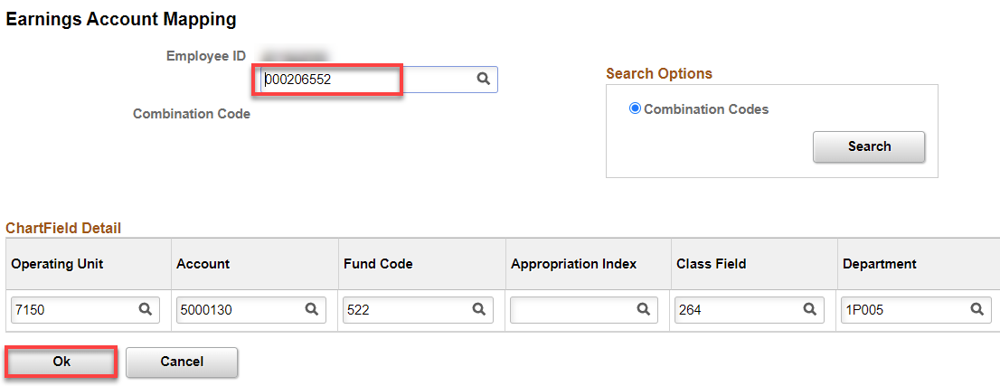 Earnings Account Mapping
Employee ID
000206552
Combination Code
Search Options
Combination Codes
Search
ChartField Detail
Operating Unit Account Fund Code Appropriation Index Class Field Department
7150 5000130 522 264 1P005
Ok Cancel